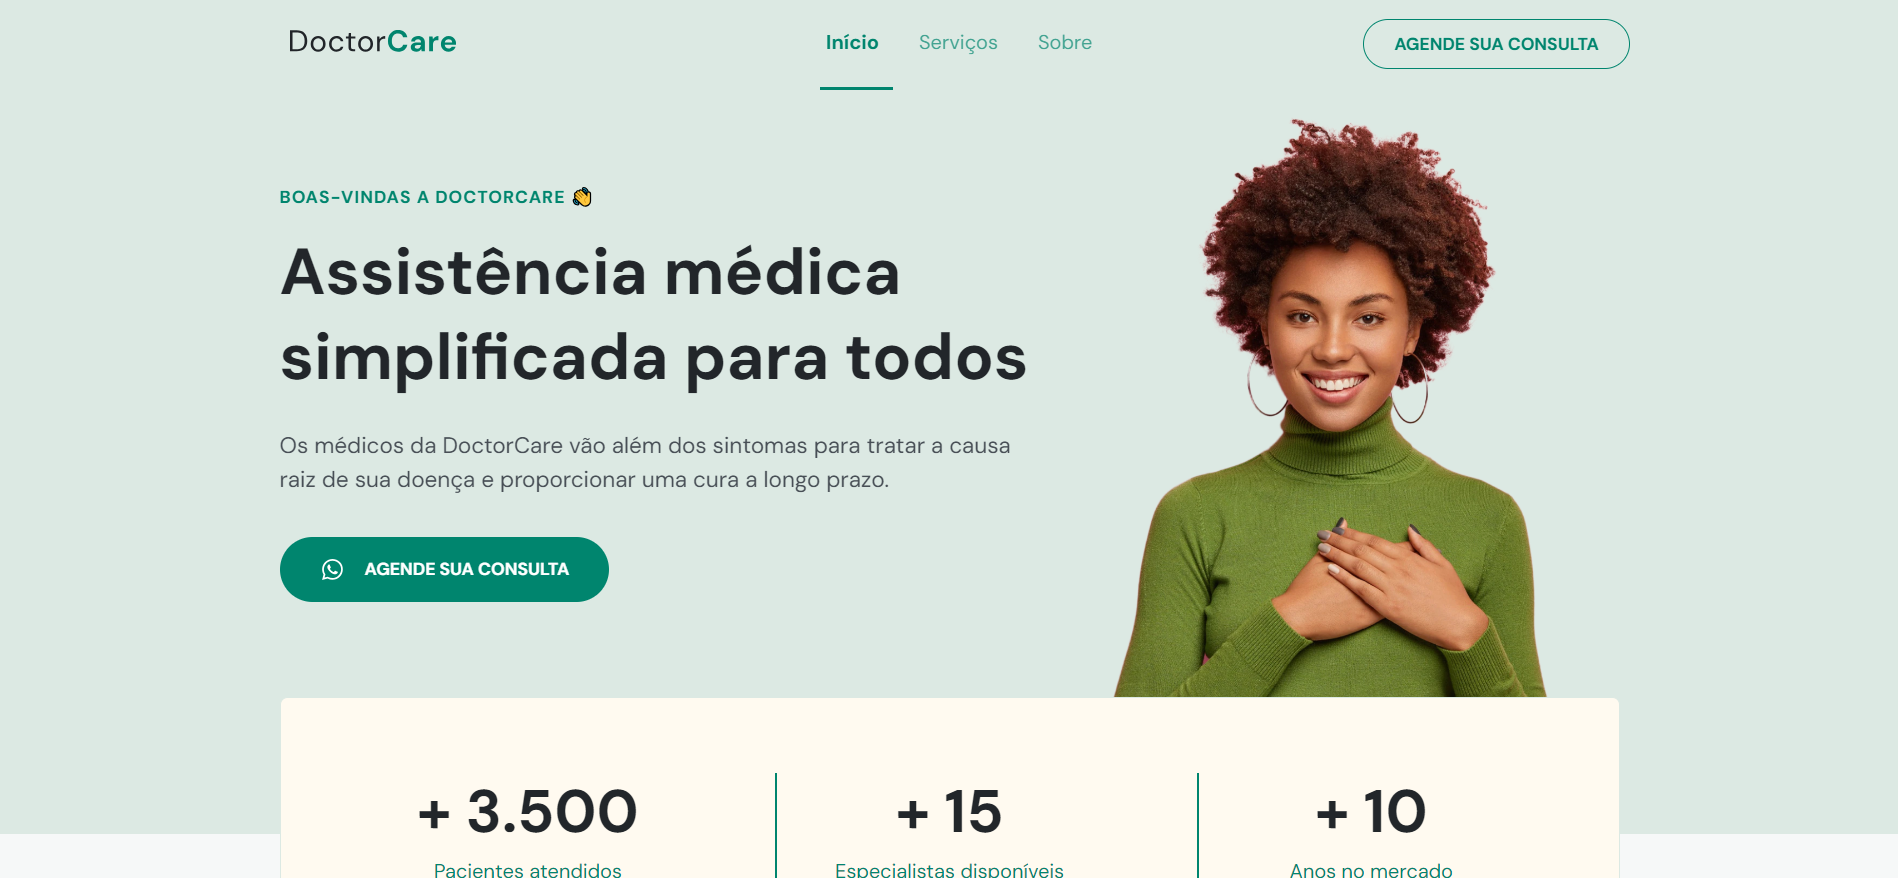 DoctorCare
Início
Serviços
Sobre
AGENDE SUA CONSULTA
BOAS-VINDAS A DOCTORCARE 👋
Assistência médica
simplificada para todos
Os médicos da DoctorCare vão além dos sintomas para tratar a causa
raiz de sua doença e proporcionar uma cura a longo prazo.
AGENDE SUA CONSULTA
+ 3.500
Pacientes atendidos
+ 15
Especialistas disponíveis
+ 10
Anos no mercado